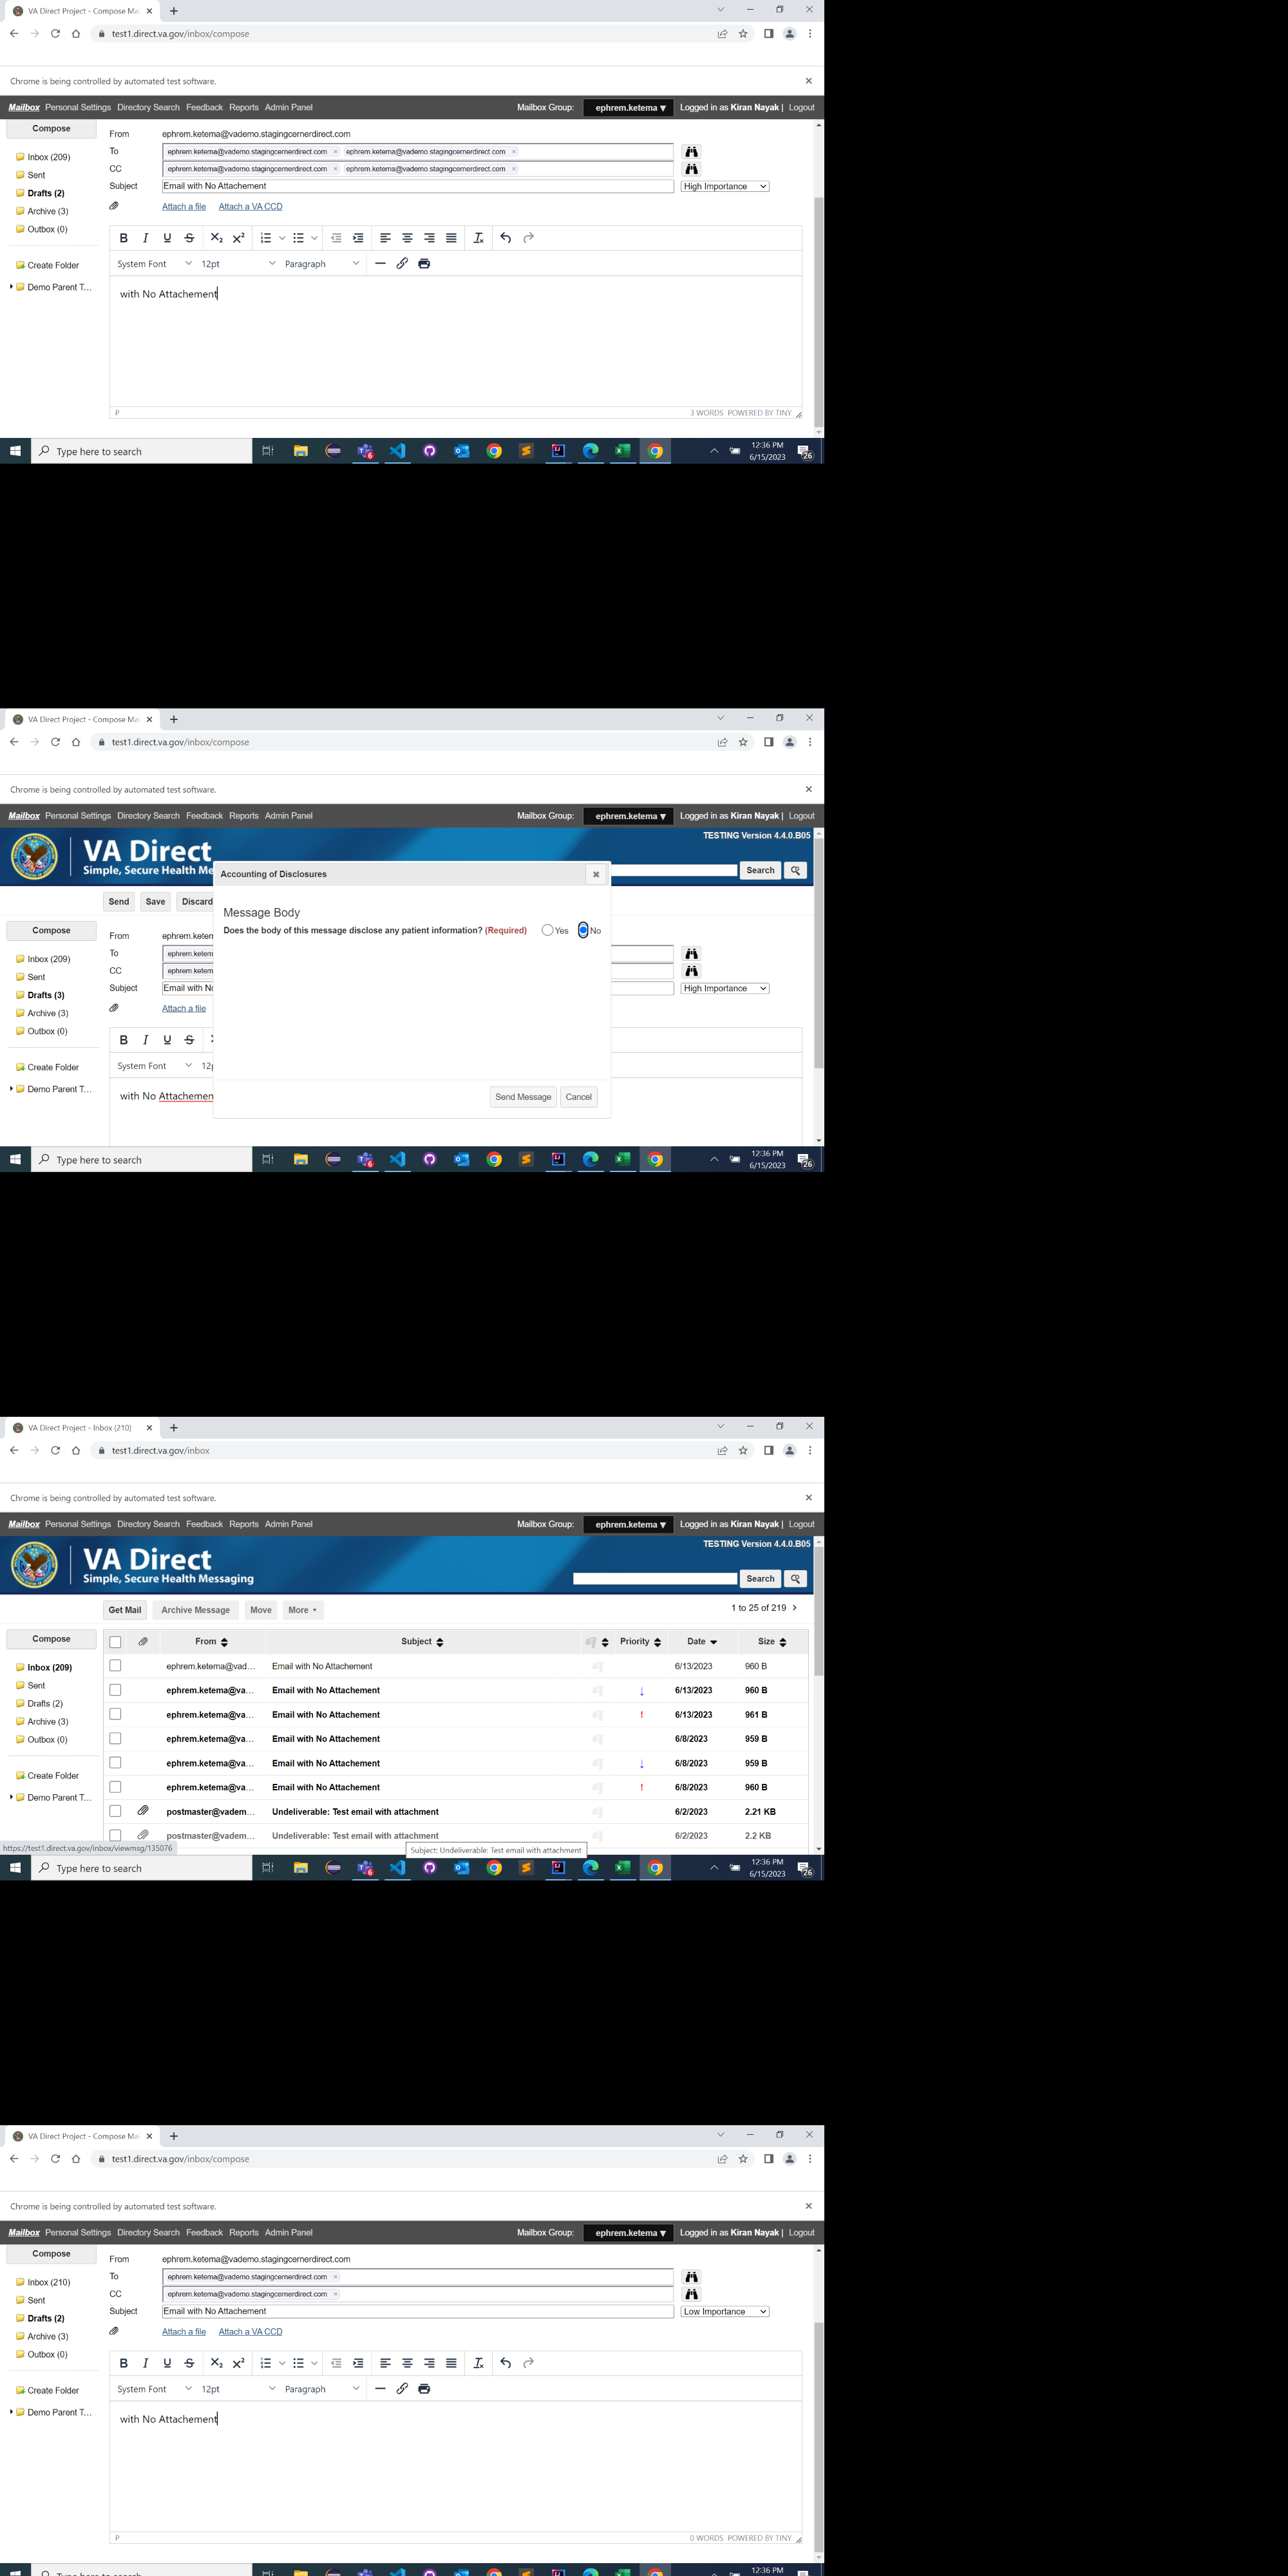 VA Direct Project - Compose Ma
test1.direct.va.gov/inbox/compose
Chrome is being controlled by automated test software.
Mailbox Personal Settings Directory Search Feedback Reports Admin Panel Mailbox Group: ephrem.ketema ▼ Logged in as Kiran Nayak | Logout
Compose
From ephrem.ketema@vademo.stagingcernerdirect.com
Inbox (209)
To ephrem.ketema@vademo.stagingcernerdirect.com × ephrem.ketema@vademo.stagingcernerdirect.com ×
Sent
CC ephrem.ketema@vademo.stagingcernerdirect.com × ephrem.ketema@vademo.stagingcernerdirect.com ×
Drafts (2)
Subject Email with No Attachement High Importance
Archive (3)
Attach a file Attach a VA CCD
Outbox (0)
B I U S
Create Folder
System Font 12pt Paragraph
Demo Parent T...
with No Attachement
P 3 WORDS POWERED BY TINY
Type here to search 6 12:36 PM
6/15/2023 26
VA Direct Project - Compose Ma
test1.direct.va.gov/inbox/compose
Chrome is being controlled by automated test software.
Mailbox Personal Settings Directory Search Feedback Reports Admin Panel Mailbox Group: ephrem.ketema ▼ Logged in as Kiran Nayak | Logout
TESTING Version 4.4.0.B05
VA Direct
Simple, Secure Health Me
Search
Accounting of Disclosures
Send Save Discard
Message Body
Does the body of this message disclose any patient information? (Required) Yes No
Compose
From ephrem.keter
Inbox (209)
To ephrem.ketem
Sent
CC ephrem.ketem
Drafts (3)
Subject Email with No High Importance
Archive (3)
Attach a file
Outbox (0)
B I U S
Create Folder
System Font 12p
Demo Parent T...
with No Attachemen
Send Message Cancel
Type here to search 6 12:36 PM
6/15/2023 26
VA Direct Project - Inbox (210)
test1.direct.va.gov/inbox
Chrome is being controlled by automated test software.
Mailbox Personal Settings Directory Search Feedback Reports Admin Panel Mailbox Group: ephrem.ketema ▼ Logged in as Kiran Nayak | Logout
TESTING Version 4.4.0.B05
VA Direct
Simple, Secure Health Messaging
Search
Get Mail Archive Message Move More 1 to 25 of 219
Compose
From Subject Priority Date Size
Inbox (209)
Sent
Drafts (2)
Archive (3)
Outbox (0)
Create Folder
Demo Parent T...
ephrem.ketema@vad... Email with No Attachement 6/13/2023 960 B
ephrem.ketema@va... Email with No Attachement ↓ 6/13/2023 960 B
ephrem.ketema@va... Email with No Attachement ! 6/13/2023 961 B
ephrem.ketema@va... Email with No Attachement 6/8/2023 959 B
ephrem.ketema@va... Email with No Attachement ↓ 6/8/2023 959 B
ephrem.ketema@va... Email with No Attachement ! 6/8/2023 960 B
postmaster@vadem... Undeliverable: Test email with attachment 6/2/2023 2.21 KB
postmaster@vadem... Undeliverable: Test email with attachment 6/2/2023 2.2 KB
https://test1.direct.va.gov/inbox/viewmsg/135076
Subject: Undeliverable: Test email with attachment
Type here to search 6 12:36 PM
6/15/2023 26
VA Direct Project - Compose Ma
test1.direct.va.gov/inbox/compose
Chrome is being controlled by automated test software.
Mailbox Personal Settings Directory Search Feedback Reports Admin Panel Mailbox Group: ephrem.ketema ▼ Logged in as Kiran Nayak | Logout
Compose
From ephrem.ketema@vademo.stagingcernerdirect.com
Inbox (210)
To ephrem.ketema@vademo.stagingcernerdirect.com ×
Sent
CC ephrem.ketema@vademo.stagingcernerdirect.com ×
Drafts (2)
Subject Email with No Attachement Low Importance
Archive (3)
Attach a file Attach a VA CCD
Outbox (0)
B I U S
Create Folder
System Font 12pt Paragraph
Demo Parent T...
with No Attachement
P 0 WORDS POWERED BY TINY
12:36 PM